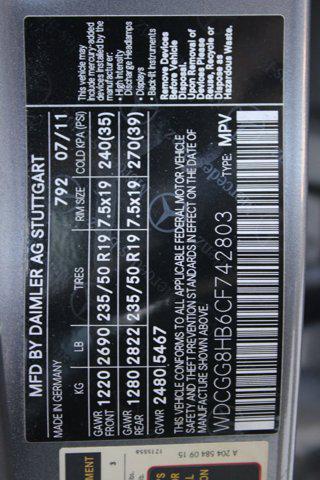 MFD BY DAIMLER AG STUTTGART
MADE IN GERMANY 792 07/11
KG LB TIRES RIM SIZE COLD KPA (PSI)
GAWR FRONT 1220 2690 235/50 R19 7.5x19 240(35)
GAWR REAR 1280 2822 235/50 R19 7.5x19 270(39)
GVWR 2480 5467
THIS VEHICLE CONFORMS TO ALL APPLICABLE FEDERAL MOTOR VEHICLE
SAFETY AND THEFT PREVENTION STANDARDS IN EFFECT ON THE DATE OF
MANUFACTURE SHOWN ABOVE.
WDCGG8HB6CF742803 TYPE: MPV
This vehicle may
include mercury-added
devices installed by the
manufacturer:
• High Intensity
Discharge Headlamps
• Displays
• Back-lit Instruments
Remove Devices
Before Vehicle
Disposal.
Upon Removal of
Devices Please
Reuse, Recycle or
Dispose as
Hazardous Waste.
A 204 584 09 15